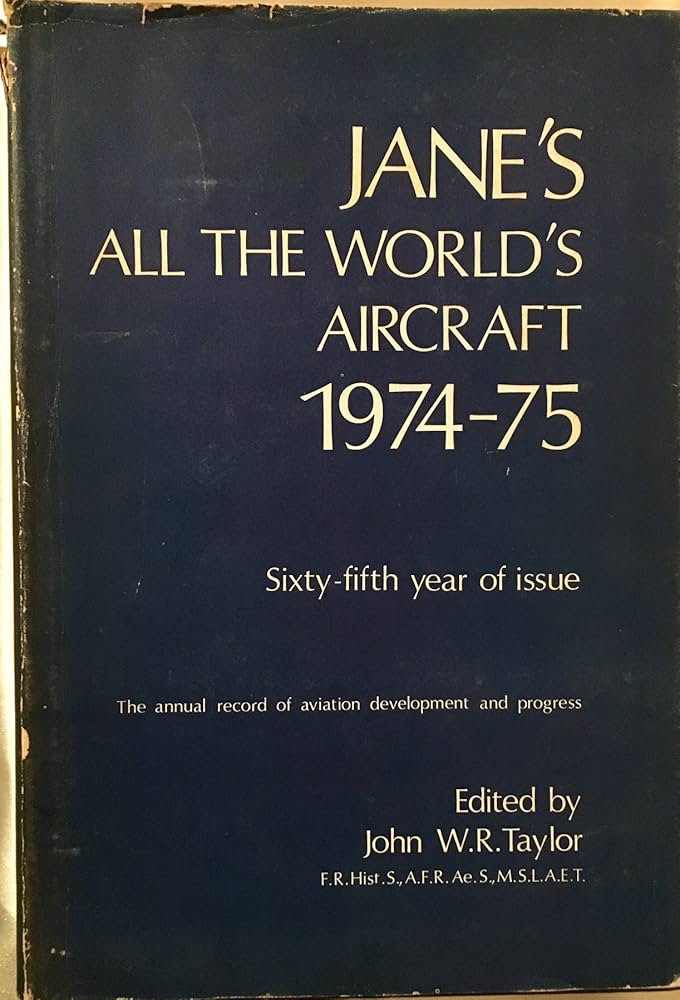 JANE'S
ALL THE WORLD'S
AIRCRAFT
1974-75
Sixty-fifth year of issue
The annual record of aviation development and progress
Edited by
John W.R.Taylor
F.R.Hist.S.,A.F.R.Ae.S.,M.S.L.A.E.T.